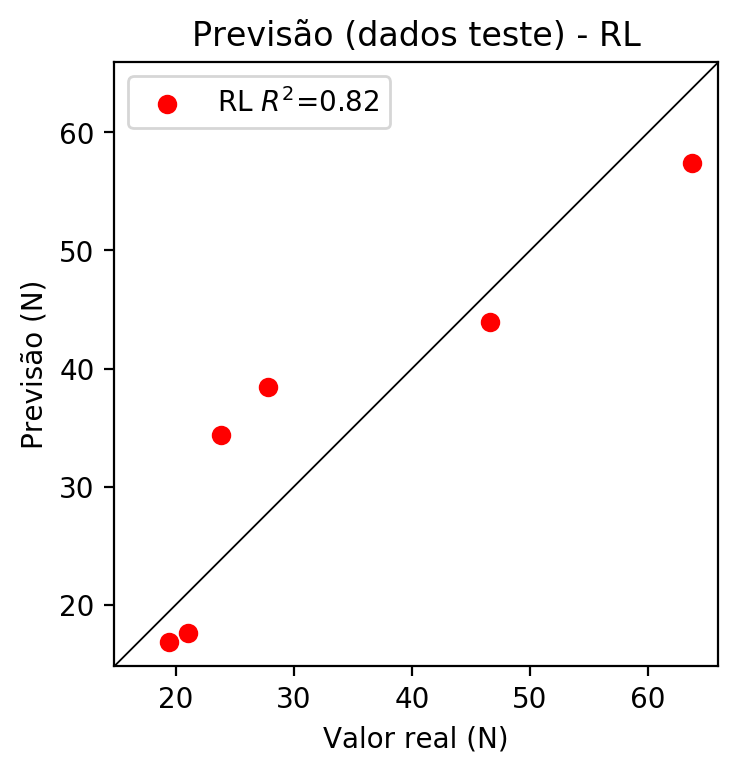 Previsão (dados teste) - RL
RL R²=0.82
60
50
40
30
20
Previsão (N)
20 30 40 50 60
Valor real (N)